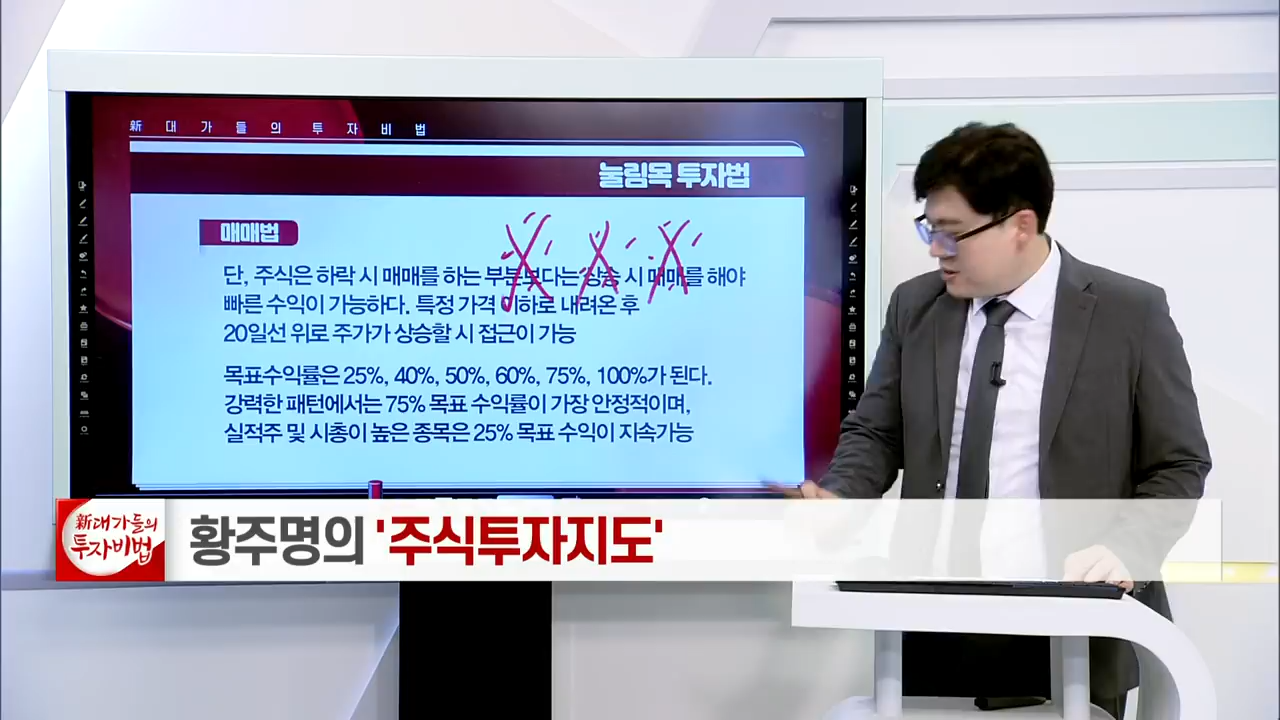 新 대 가 들 의 투 자 비 법
눌림목 투자법
매매법
단, 주식은 하락 시 매매를 하는 부분보다는 상승 시 매매를 해야
빠른 수익이 가능하다. 특정 가격 이하로 내려온 후
20일선 위로 주가가 상승할 시 접근이 가능
목표수익률은 25%, 40%, 50%, 60%, 75%, 100%가 된다.
강력한 패턴에서는 75% 목표 수익률이 가장 안정적이며,
실적주 및 시총이 높은 종목은 25% 목표 수익이 지속가능
新대가들의
투자비법
황주명의 '주식투자지도'